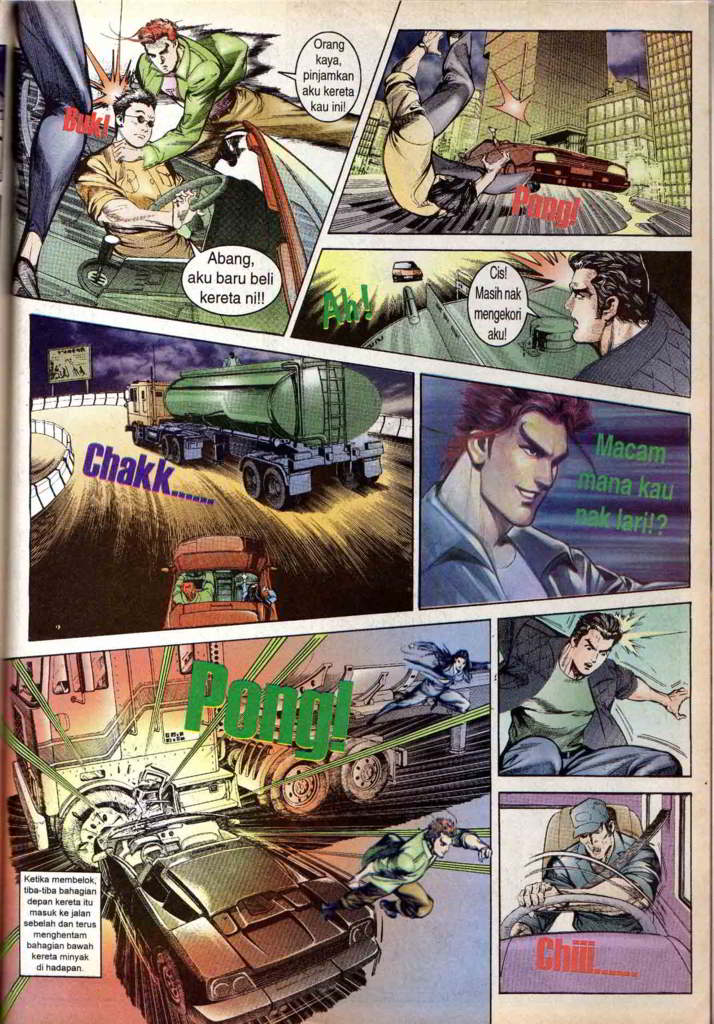 Orang
kaya,
pinjamkan
aku kereta
kau ini!
Buk!
Abang,
aku baru beli
kereta ni!!
Pong!
Ah!
Cis!
Masih nak
mengekori
aku!
Chakk......
Macam
mana kau
nak lari!?
Pong!
Ketika membelok,
tiba-tiba bahagian
depan kereta itu
masuk ke jalan
sebelah dan terus
menghentam
bahagian bawah
kereta minyak
di hadapan.
Chiii......